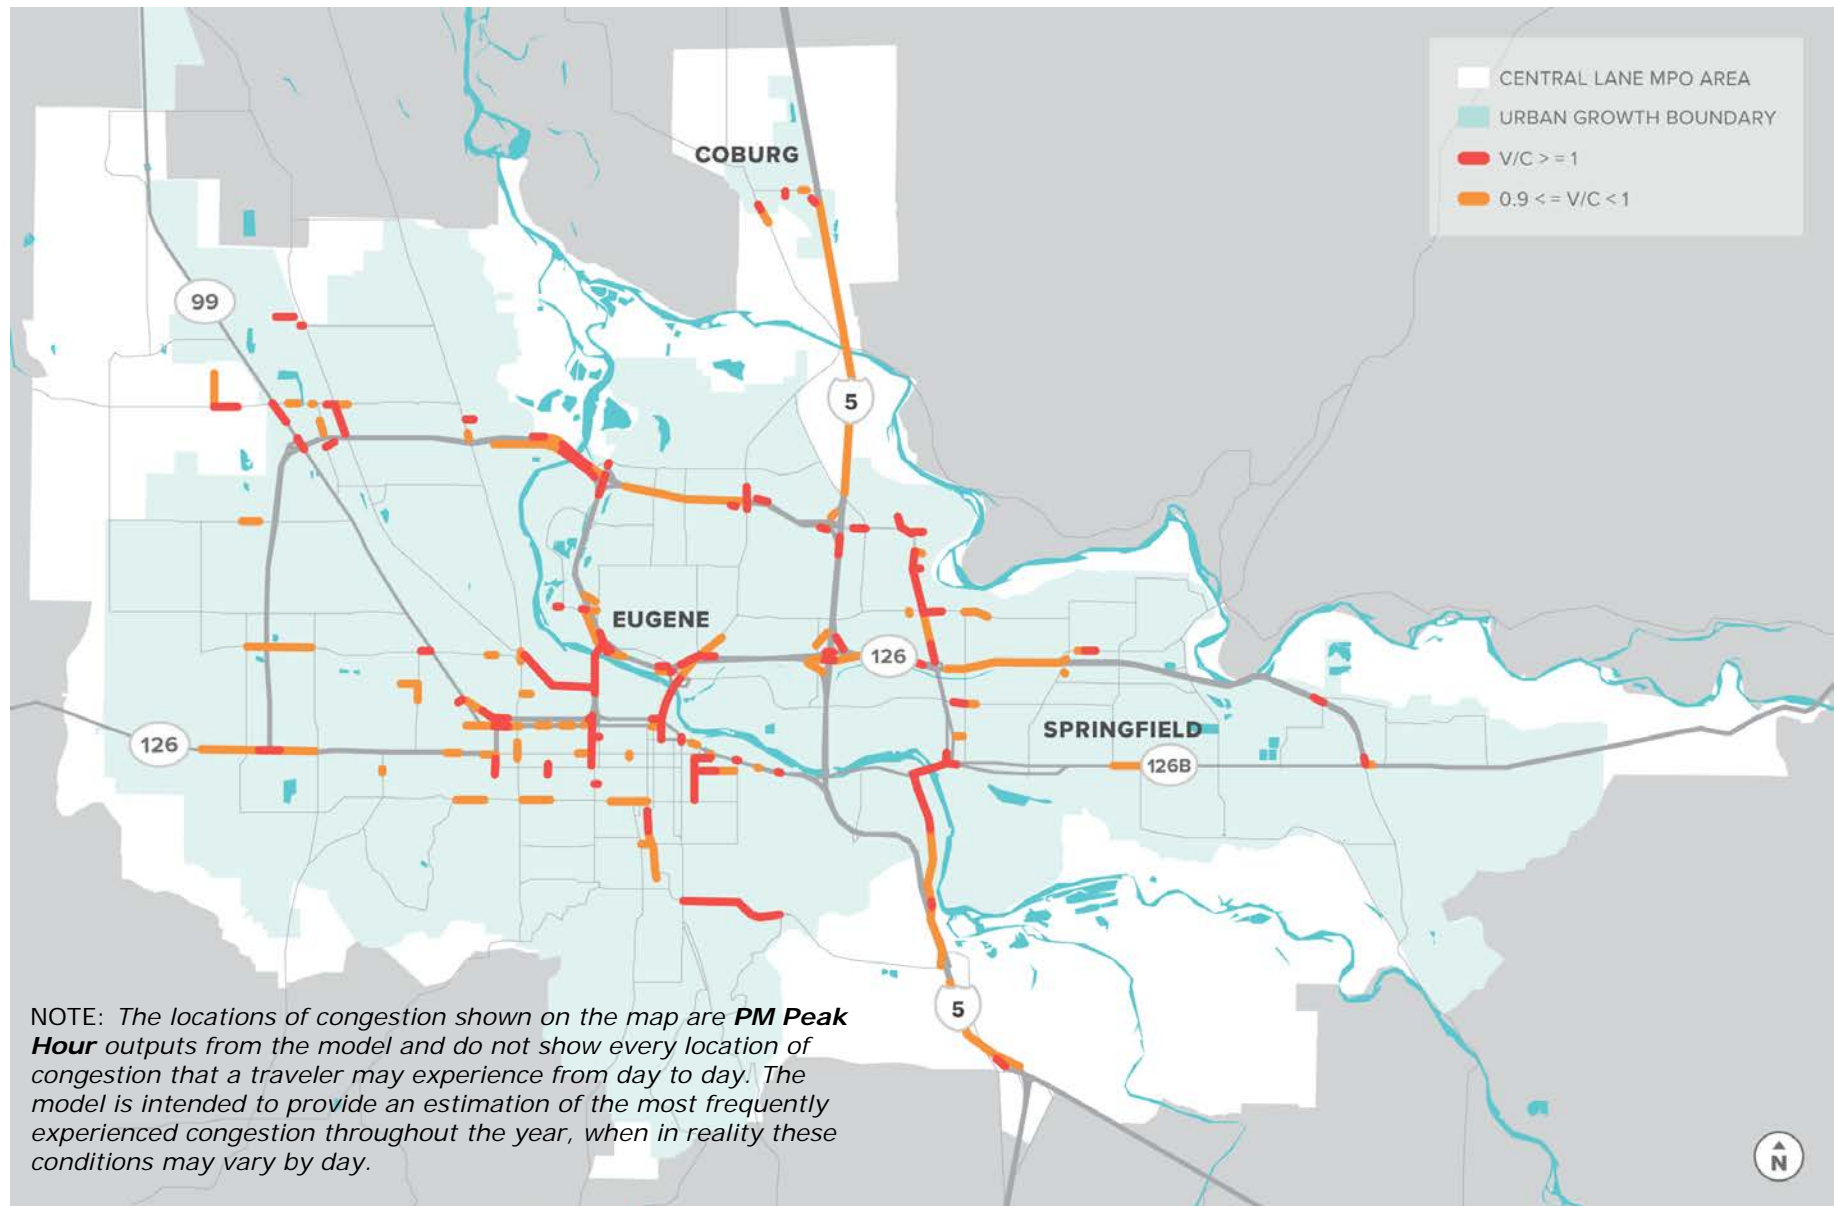 CENTRAL LANE MPO AREA
URBAN GROWTH BOUNDARY
V/C > = 1
0.9 < = V/C < 1
COBURG
99
5
EUGENE
126
SPRINGFIELD
126
126B
5
NOTE: The locations of congestion shown on the map are PM Peak
Hour outputs from the model and do not show every location of
congestion that a traveler may experience from day to day. The
model is intended to provide an estimation of the most frequently
experienced congestion throughout the year, when in reality these
conditions may vary by day.
N